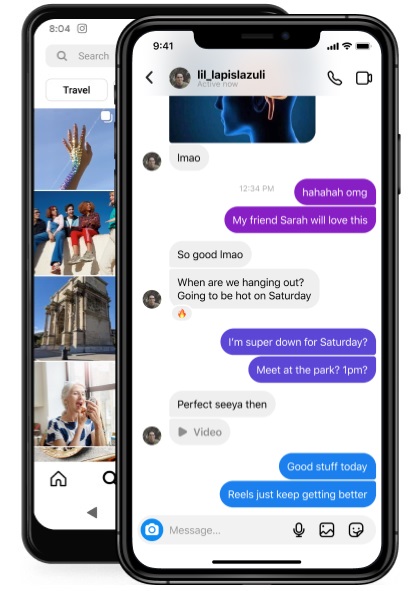 8:04
Search
Travel
9:41
lil_lapislazuli
Active now
lmao
12:34 PM
hahahah omg
My friend Sarah will love this
So good lmao
When are we hanging out?
Going to be hot on Saturday
I'm super down for Saturday?
Meet at the park? 1pm?
Perfect seeya then
Video
Good stuff today
Reels just keep getting better
Message...